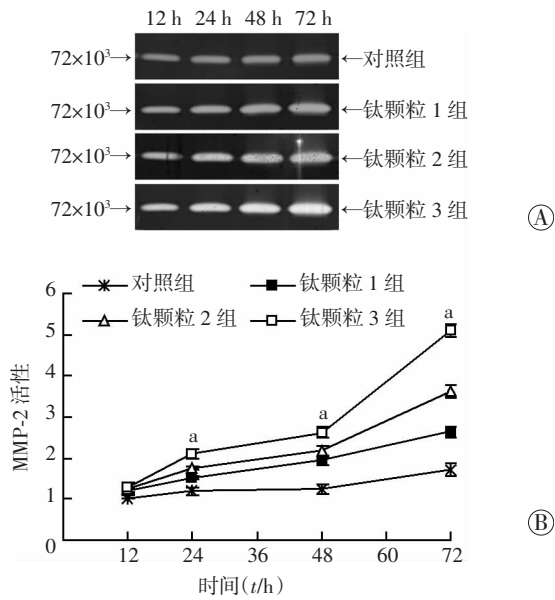 12 h 24 h 48 h 72 h
72×10³→ ←对照组
72×10³→ ←钛颗粒 1 组
72×10³→ ←钛颗粒 2 组
72×10³→ ←钛颗粒 3 组
Ⓐ
对照组 钛颗粒 1 组
钛颗粒 2 组 钛颗粒 3 组
6
5
4
3
2
1
0
MMP-2 活性
a
a
a
12 24 36 48 60 72
时间(t/h)
Ⓑ